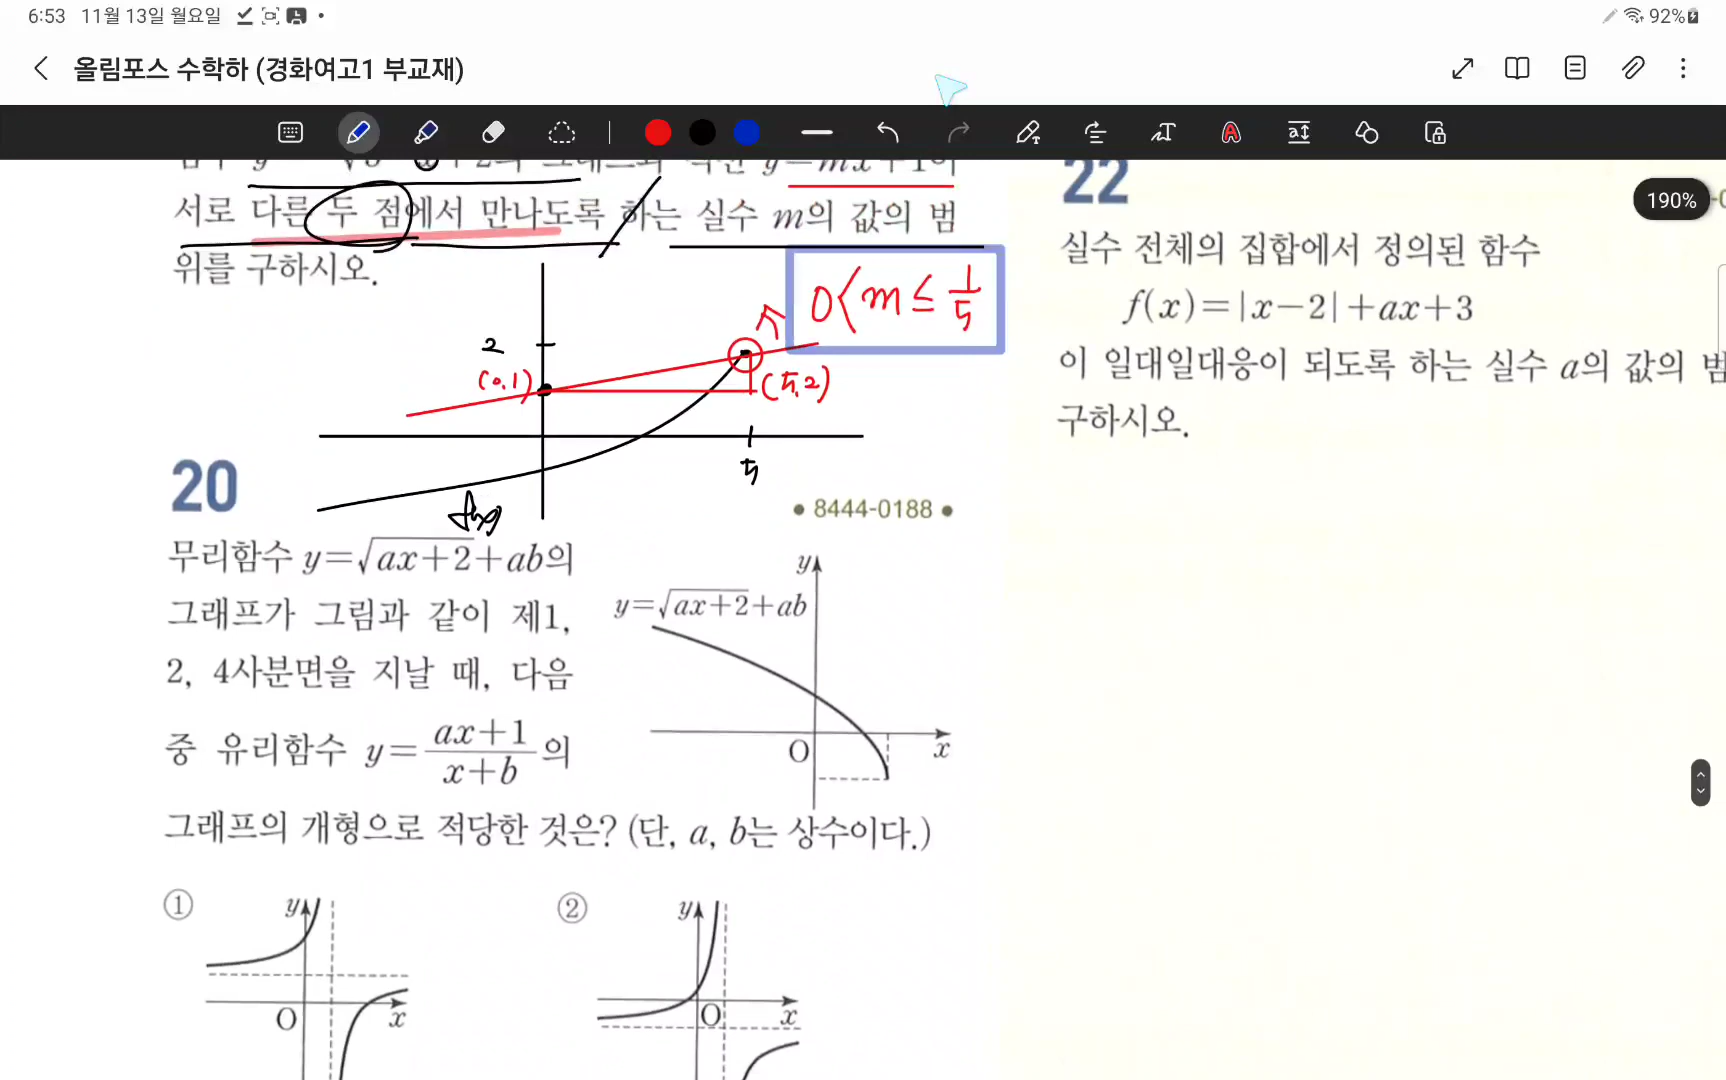 6:53 11월 13일 월요일
92%
올림포스 수학하 (경화여고1 부교재)
190%
y=mx+1이
서로 다른 두 점에서 만나도록 하는 실수 m의 값의 범
위를 구하시오.
0<m≤1/5
2
(0,1)
(5,2)
5
20
8444-0188
무리함수 y=√(ax+2)+ab의
그래프가 그림과 같이 제1,
2, 4사분면을 지날 때, 다음
중 유리함수 y=(ax+1)/(x+b)의
그래프의 개형으로 적당한 것은? (단, a, b는 상수이다.)
y
y=√(ax+2)+ab
O
x
①
y
O
x
②
y
O
x
22
실수 전체의 집합에서 정의된 함수
f(x)=|x-2|+ax+3
이 일대일대응이 되도록 하는 실수 a의 값의 범
구하시오.